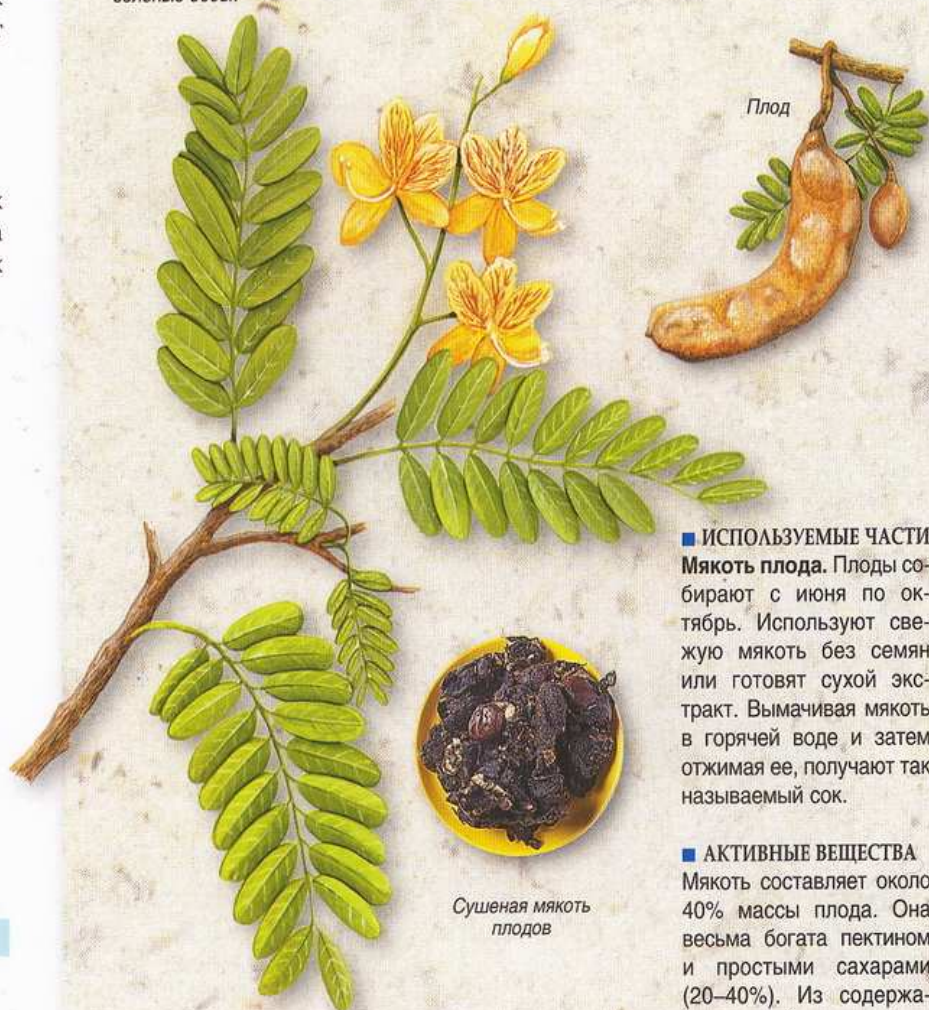 Плод
■ ИСПОЛЬЗУЕМЫЕ ЧАСТИ
Мякоть плода. Плоды со-
бирают с июня по ок-
тябрь. Используют све-
жую мякоть без семян
или готовят сухой экс-
тракт. Вымачивая мякоть
в горячей воде и затем
отжимая ее, получают так
называемый сок.
■ АКТИВНЫЕ ВЕЩЕСТВА
Мякоть составляет около
40% массы плода. Она
весьма богата пектином
и простыми сахарами
(20–40%). Из содержа-
Сушеная мякоть
плодов